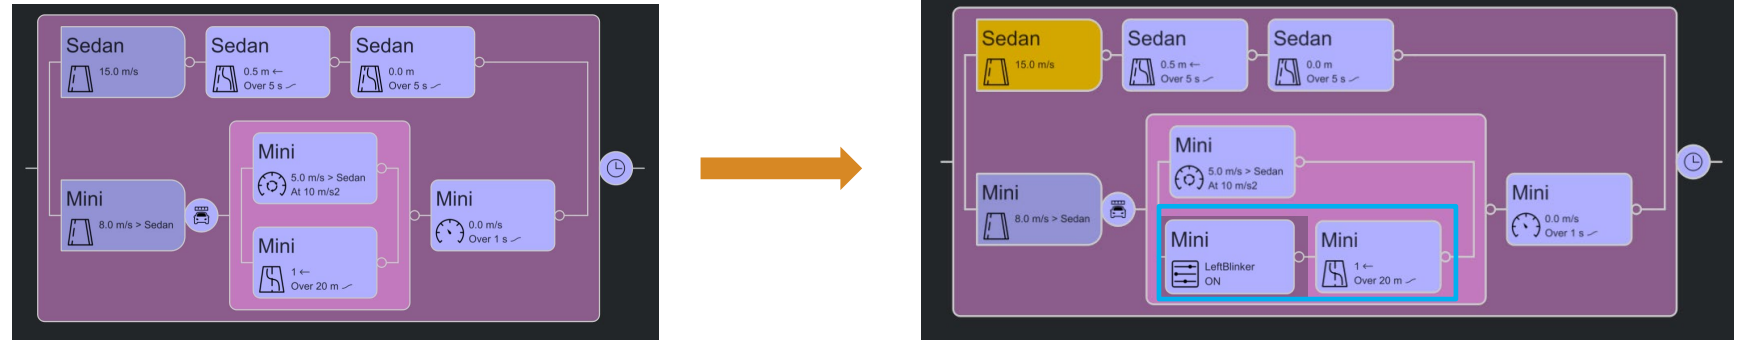 Sedan
15.0 m/s
Sedan
0.5 m ←
Over 5 s
Sedan
0.0 m
Over 5 s
Mini
8.0 m/s > Sedan
Mini
5.0 m/s > Sedan
At 10 m/s2
Mini
1 ←
Over 20 m
Mini
0.0 m/s
Over 1 s
Sedan
15.0 m/s
Sedan
0.5 m ←
Over 5 s
Sedan
0.0 m
Over 5 s
Mini
8.0 m/s > Sedan
Mini
5.0 m/s > Sedan
At 10 m/s2
Mini
LeftBlinker
ON
Mini
1 ←
Over 20 m
Mini
0.0 m/s
Over 1 s